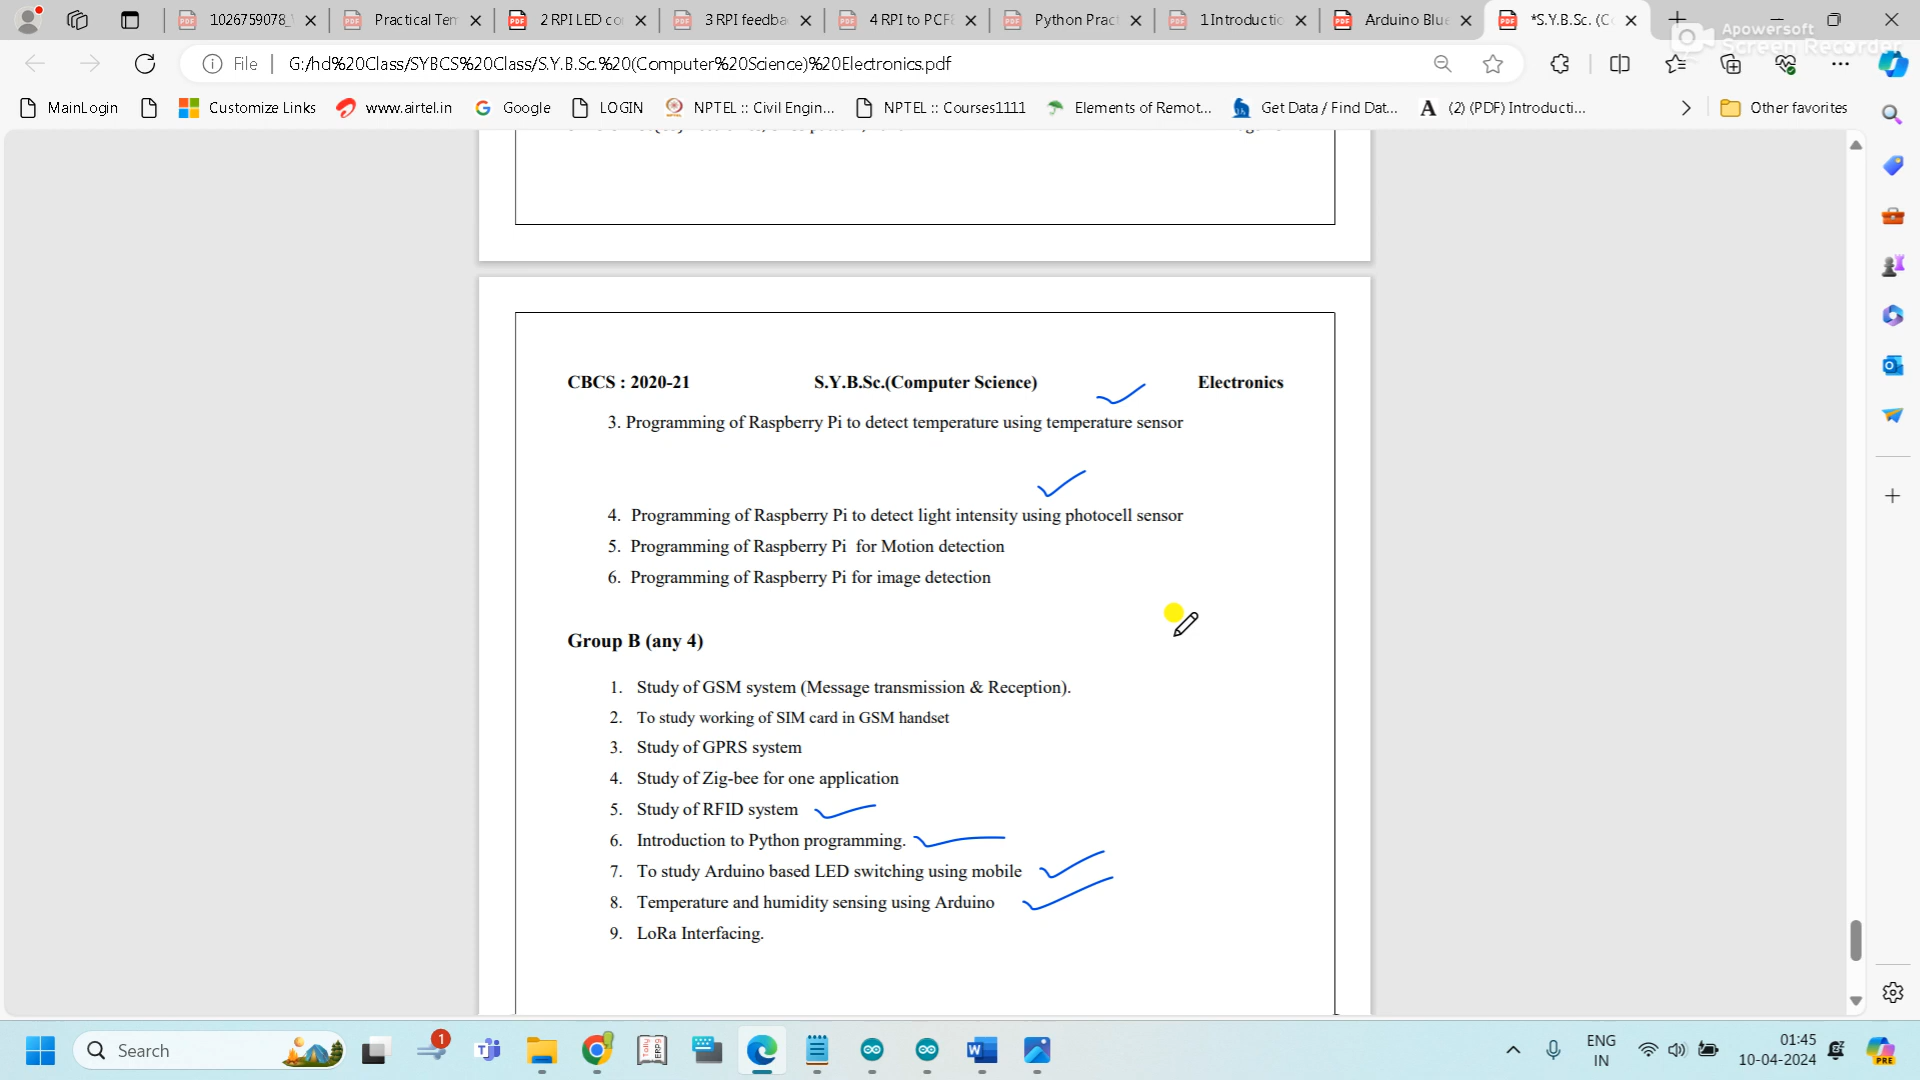 1026759078_
Practical Ten
2 RPI LED co
3 RPI feedba
4 RPI to PCF8
Python Pract
1 Introductio
Arduino Blue
*S.Y.B.Sc. (C
Apowersoft
Screen Recorder
File
G:/hd%20Class/SYBCS%20Class/S.Y.B.Sc.%20(Computer%20Science)%20Electronics.pdf
MainLogin
Customize Links
www.airtel.in
Google
LOGIN
NPTEL :: Civil Engin...
NPTEL :: Courses1111
Elements of Remot...
Get Data / Find Dat...
(2) (PDF) Introducti...
Other favorites
CBCS : 2020-21 S.Y.B.Sc.(Computer Science) Electronics
3. Programming of Raspberry Pi to detect temperature using temperature sensor
4. Programming of Raspberry Pi to detect light intensity using photocell sensor
5. Programming of Raspberry Pi for Motion detection
6. Programming of Raspberry Pi for image detection
Group B (any 4)
1. Study of GSM system (Message transmission & Reception).
2. To study working of SIM card in GSM handset
3. Study of GPRS system
4. Study of Zig-bee for one application
5. Study of RFID system
6. Introduction to Python programming.
7. To study Arduino based LED switching using mobile
8. Temperature and humidity sensing using Arduino
9. LoRa Interfacing.
Search
1
ENG
IN
01:45
10-04-2024
PRE